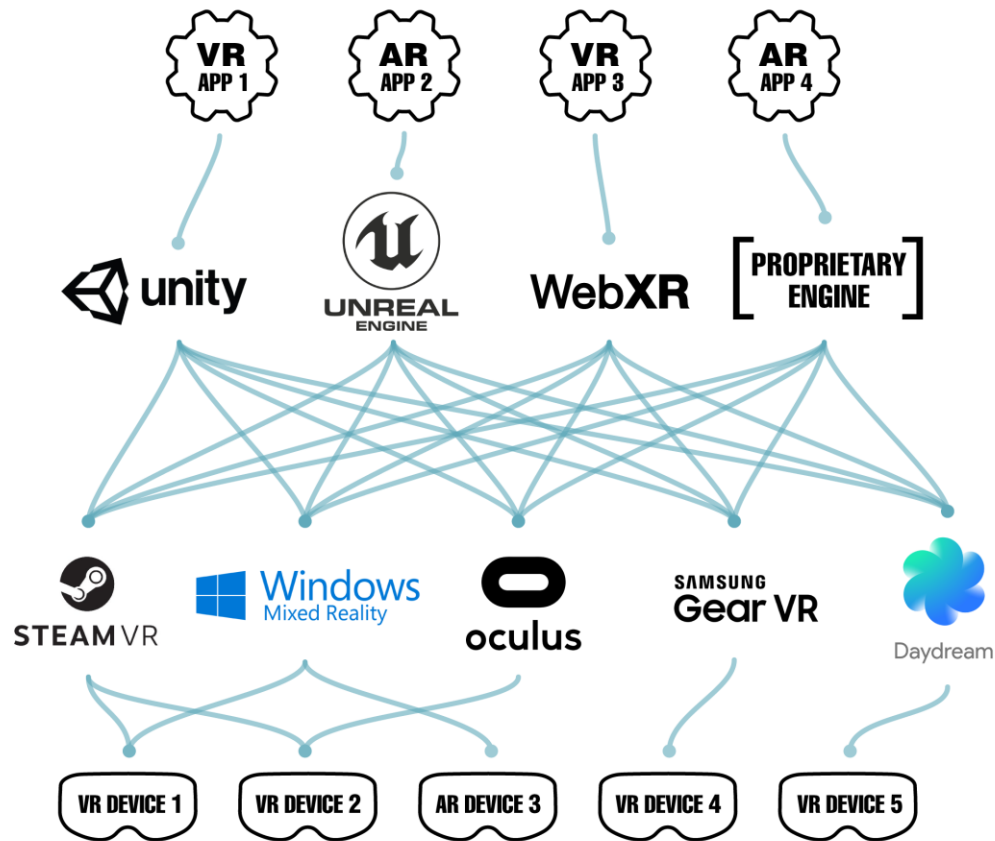 VR
APP 1
AR
APP 2
VR
APP 3
AR
APP 4
unity
UNREAL
ENGINE
WebXR
[PROPRIETARY
ENGINE]
STEAMVR
Windows
Mixed Reality
oculus
SAMSUNG
Gear VR
Daydream
VR DEVICE 1
VR DEVICE 2
AR DEVICE 3
VR DEVICE 4
VR DEVICE 5